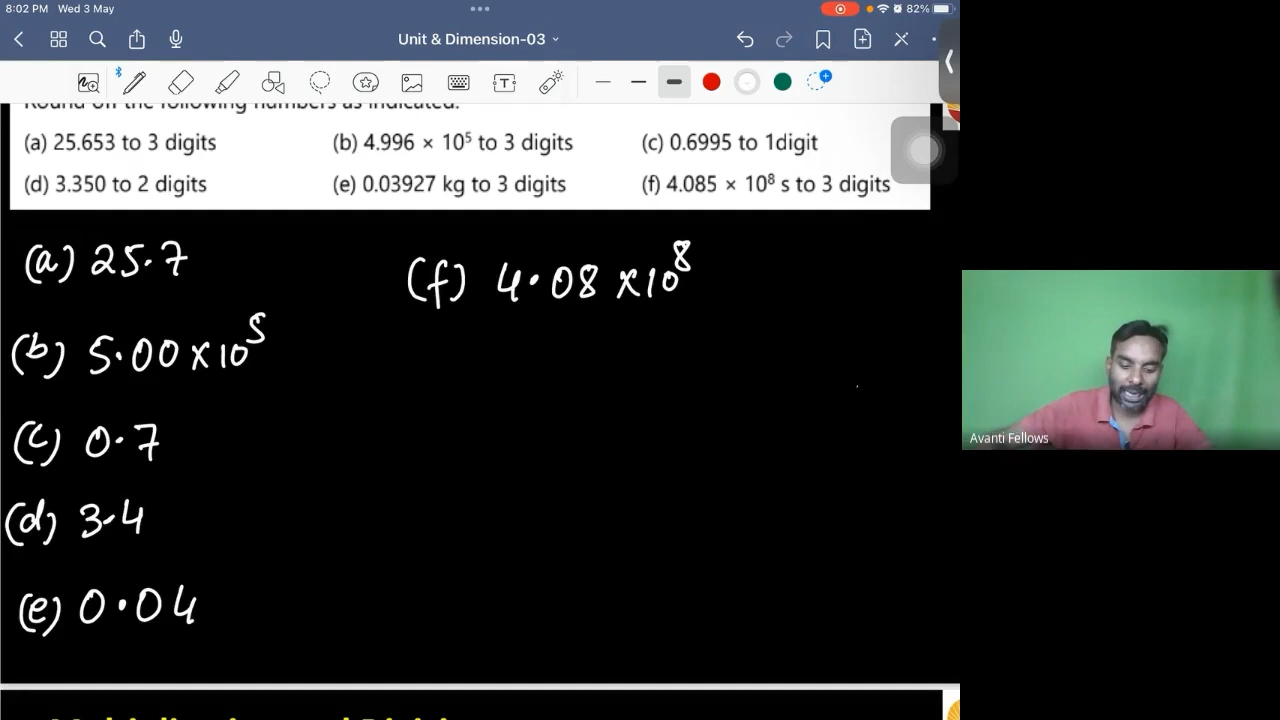 8:02 PM Wed 3 May
82%
Unit & Dimension-03
Round off the following numbers as indicated:
(a) 25.653 to 3 digits (b) 4.996 × 10⁵ to 3 digits (c) 0.6995 to 1digit
(d) 3.350 to 2 digits (e) 0.03927 kg to 3 digits (f) 4.085 × 10⁸ s to 3 digits
(a) 25.7
(f) 4.08 × 10⁸
(b) 5.00 × 10⁵
(c) 0.7
(d) 3.4
(e) 0.04
Avanti Fellows